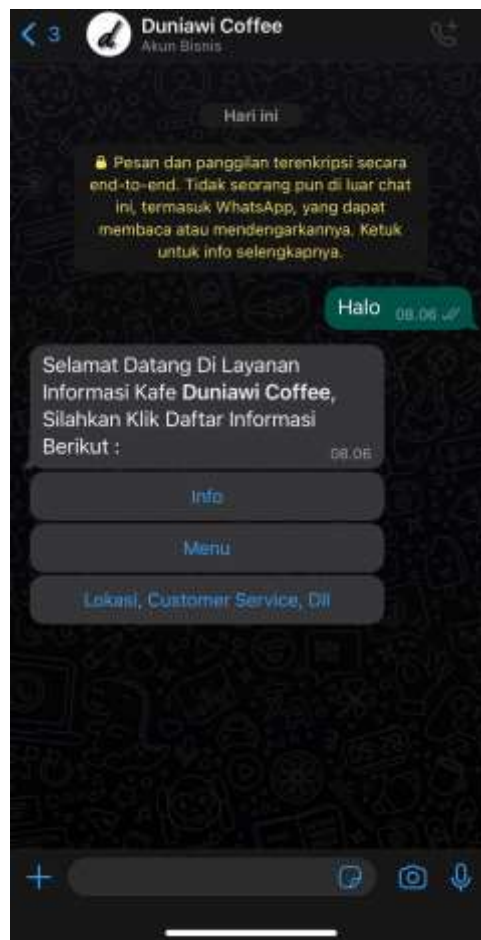 3
Duniawi Coffee
Akun Bisnis
Hari ini
Pesan dan panggilan terenkripsi secara
end-to-end. Tidak seorang pun di luar chat
ini, termasuk WhatsApp, yang dapat
membaca atau mendengarkannya. Ketuk
untuk info selengkapnya.
Halo 08.06
Selamat Datang Di Layanan
Informasi Kafe Duniawi Coffee,
Silahkan Klik Daftar Informasi
Berikut :
08.06
Info
Menu
Lokasi, Customer Service, Dll